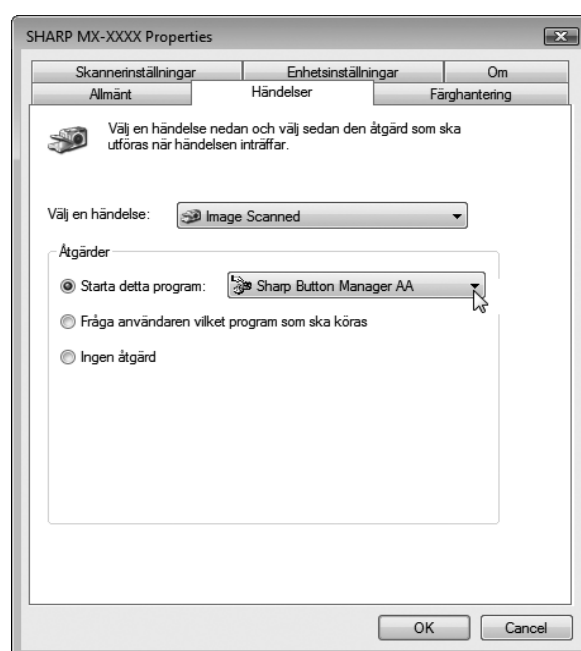 SHARP MX-XXXX Properties
Skannerinställningar Enhetsinställningar Om
Allmänt Händelser Färghantering
Välj en händelse nedan och välj sedan den åtgärd som ska
utföras när händelsen inträffar.
Välj en händelse: Image Scanned
Åtgärder
Starta detta program: Sharp Button Manager AA
Fråga användaren vilket program som ska köras
Ingen åtgärd
OK Cancel